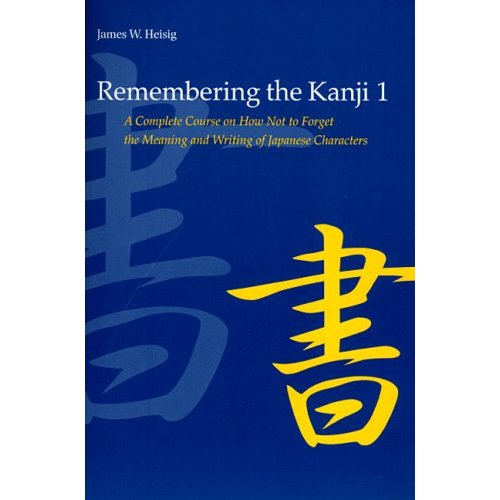 James W. Heisig
Remembering the Kanji 1
A Complete Course on How Not to Forget
the Meaning and Writing of Japanese Characters
書
書